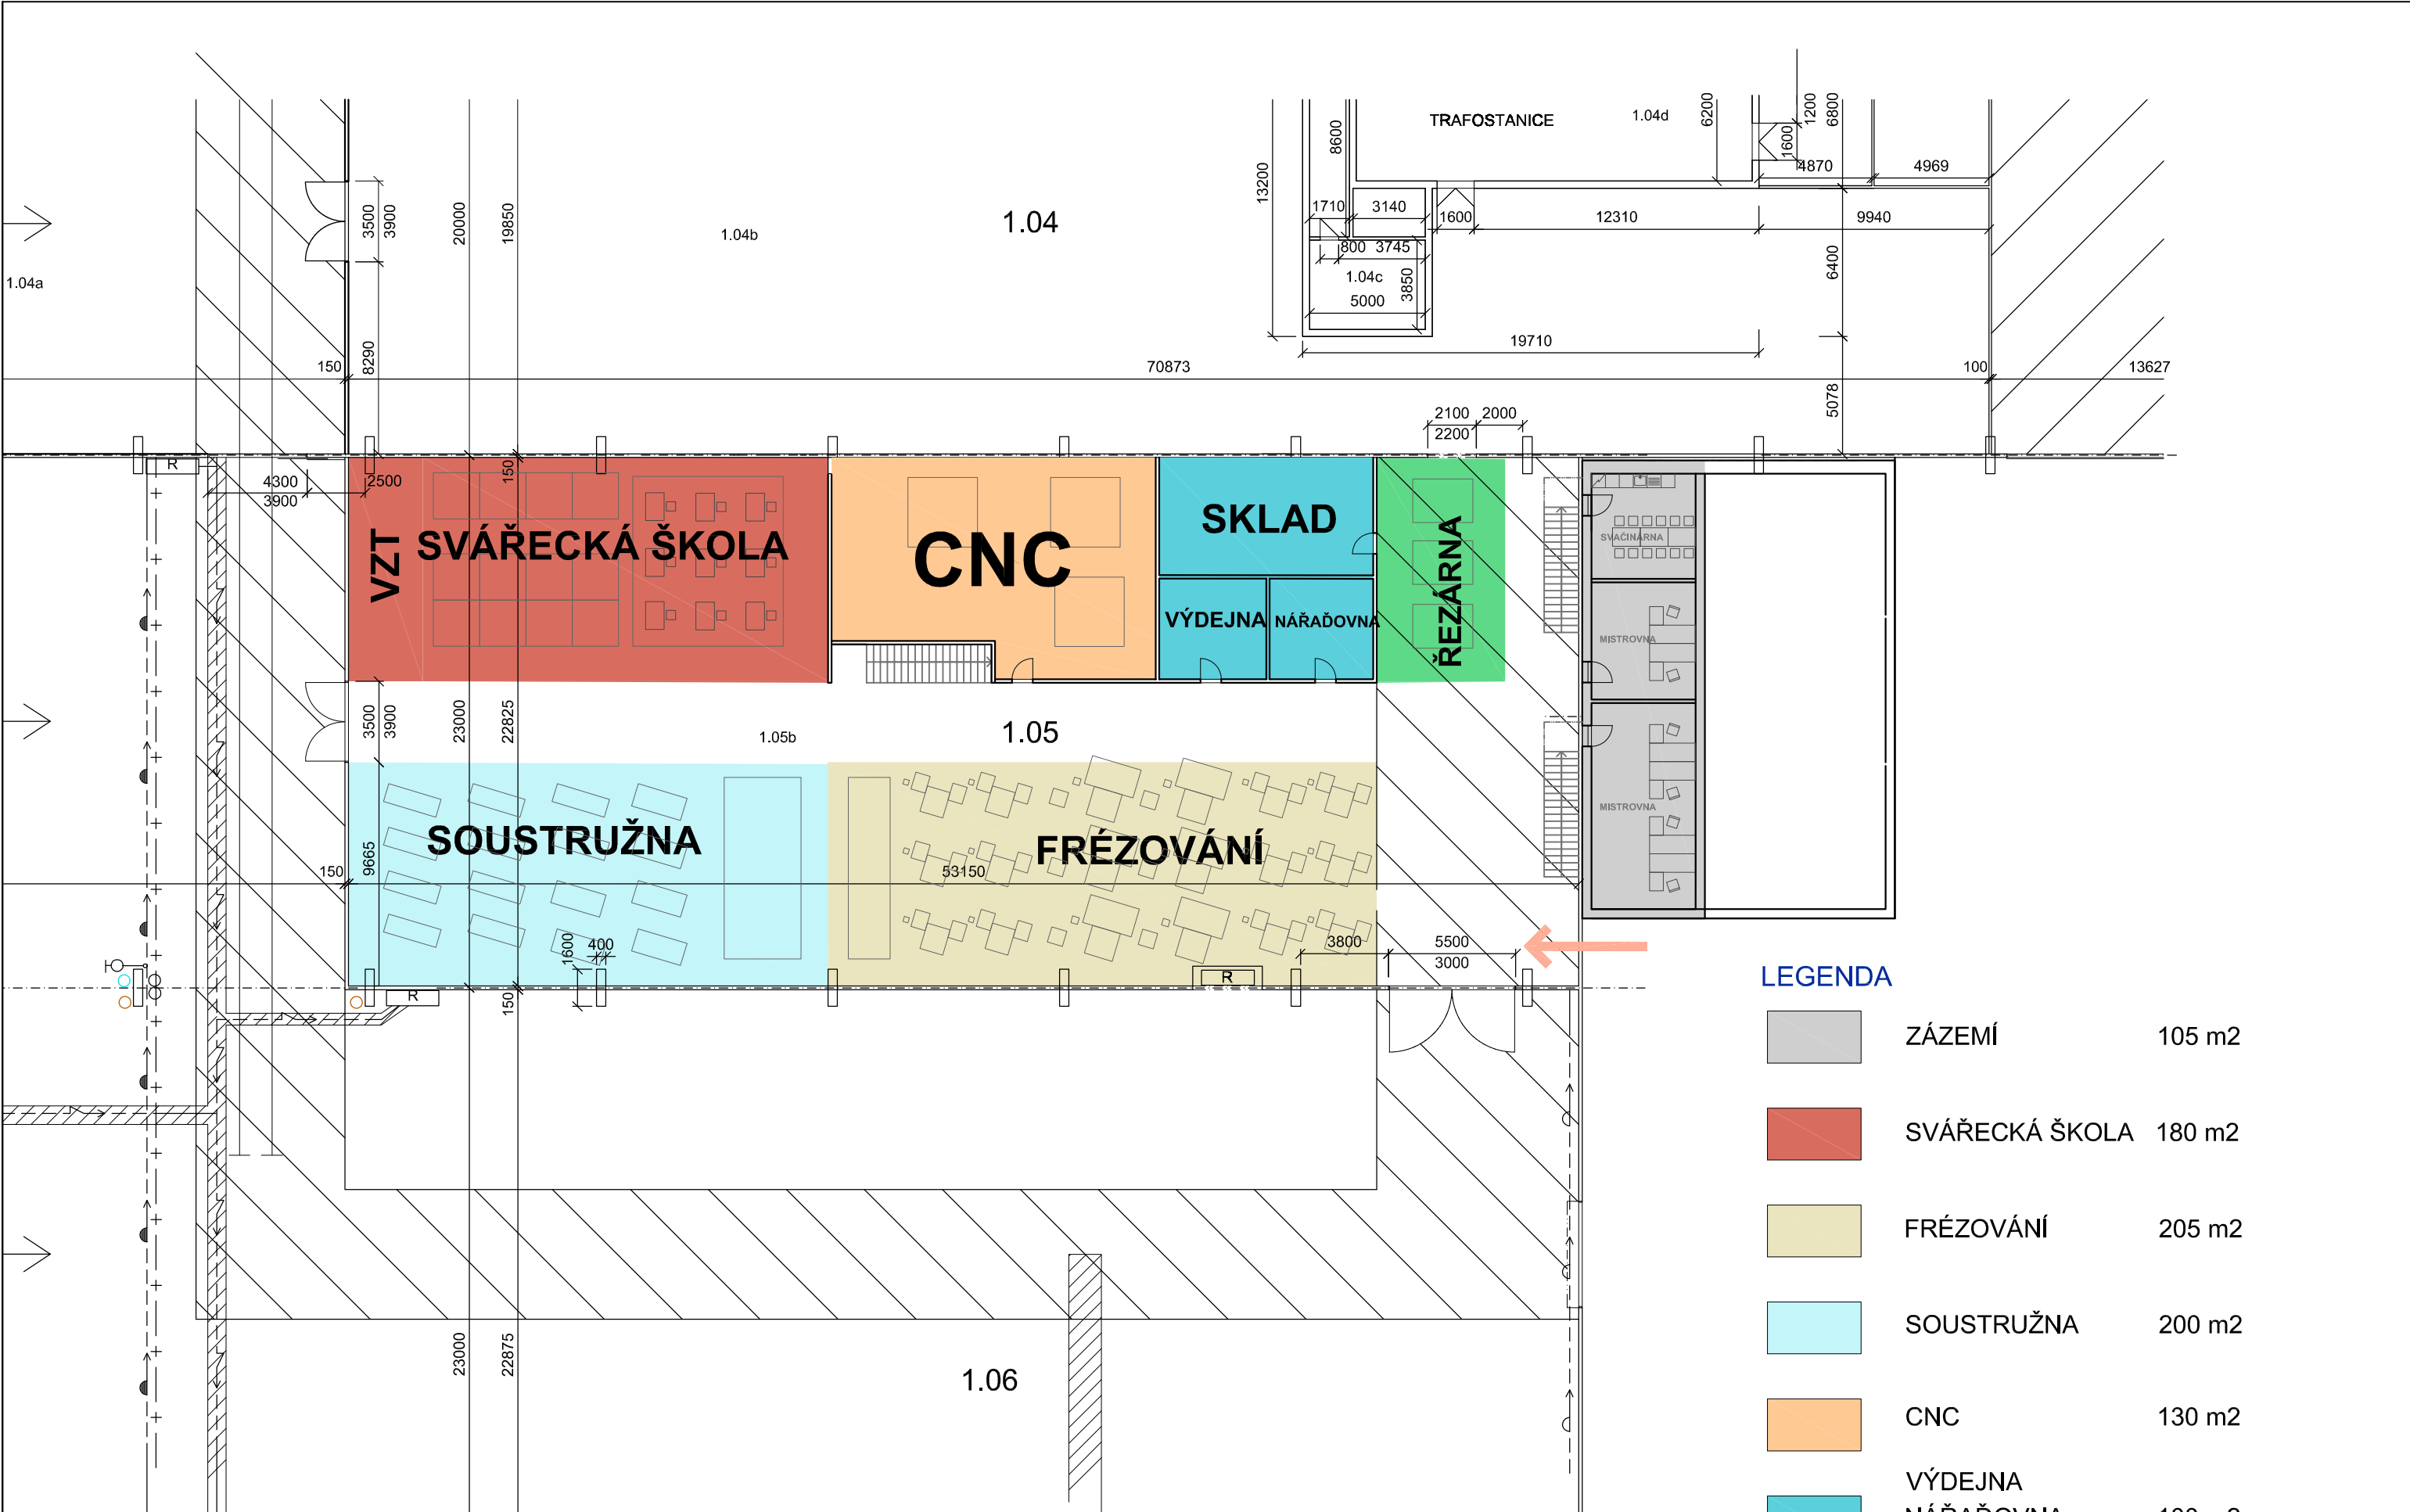 TRAFOSTANICE
1.04d
6200
1200
6800
1600
8600
13200
4870
4969
1710
3140
1600
12310
9940
3500
3900
20000
19850
1.04b
1.04
800
3745
1.04c
3850
5000
6400
1.04a
19710
150
8290
70873
100
13627
5078
2100
2000
2200
R
4300
3900
2500
150
VZT
SVÁŘECKÁ ŠKOLA
CNC
SKLAD
VÝDEJNA
NÁŘAĎOVNA
ŘEZÁRNA
SVAČINÁRNA
MISTROVNA
3500
3900
23000
22825
1.05b
1.05
MISTROVNA
SOUSTRUŽNA
FRÉZOVÁNÍ
150
9665
53150
1600
400
3800
5500
3000
R
R
150
LEGENDA
ZÁZEMÍ 105 m2
SVÁŘECKÁ ŠKOLA 180 m2
FRÉZOVÁNÍ 205 m2
SOUSTRUŽNA 200 m2
23000
22875
1.06
CNC 130 m2
VÝDEJNA